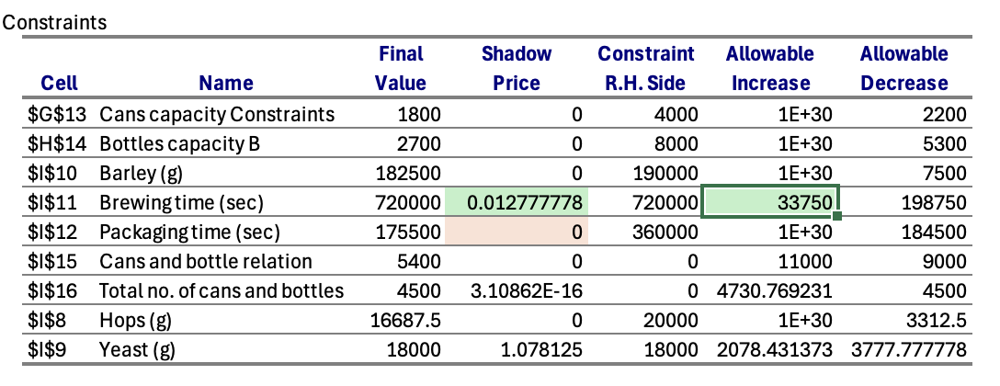 Constraints
Final Shadow Constraint Allowable Allowable
Cell Name Value Price R.H. Side Increase Decrease
$G$13 Cans capacity Constraints 1800 0 4000 1E+30 2200
$H$14 Bottles capacity B 2700 0 8000 1E+30 5300
$I$10 Barley (g) 182500 0 190000 1E+30 7500
$I$11 Brewing time (sec) 720000 0.012777778 720000 33750 198750
$I$12 Packaging time (sec) 175500 0 360000 1E+30 184500
$I$15 Cans and bottle relation 5400 0 0 11000 9000
$I$16 Total no. of cans and bottles 4500 3.10862E-16 0 4730.769231 4500
$I$8 Hops (g) 16687.5 0 20000 1E+30 3312.5
$I$9 Yeast (g) 18000 1.078125 18000 2078.431373 3777.777778